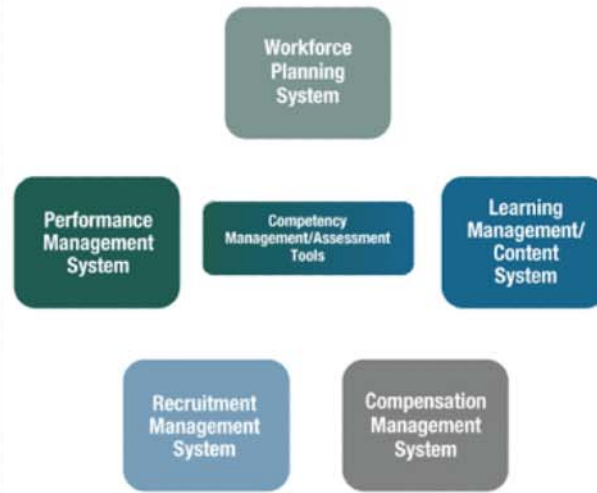 Workforce
Planning
System
Performance
Management
System
Competency
Management/Assessment
Tools
Learning
Management/
Content
System
Recruitment
Management
System
Compensation
Management
System